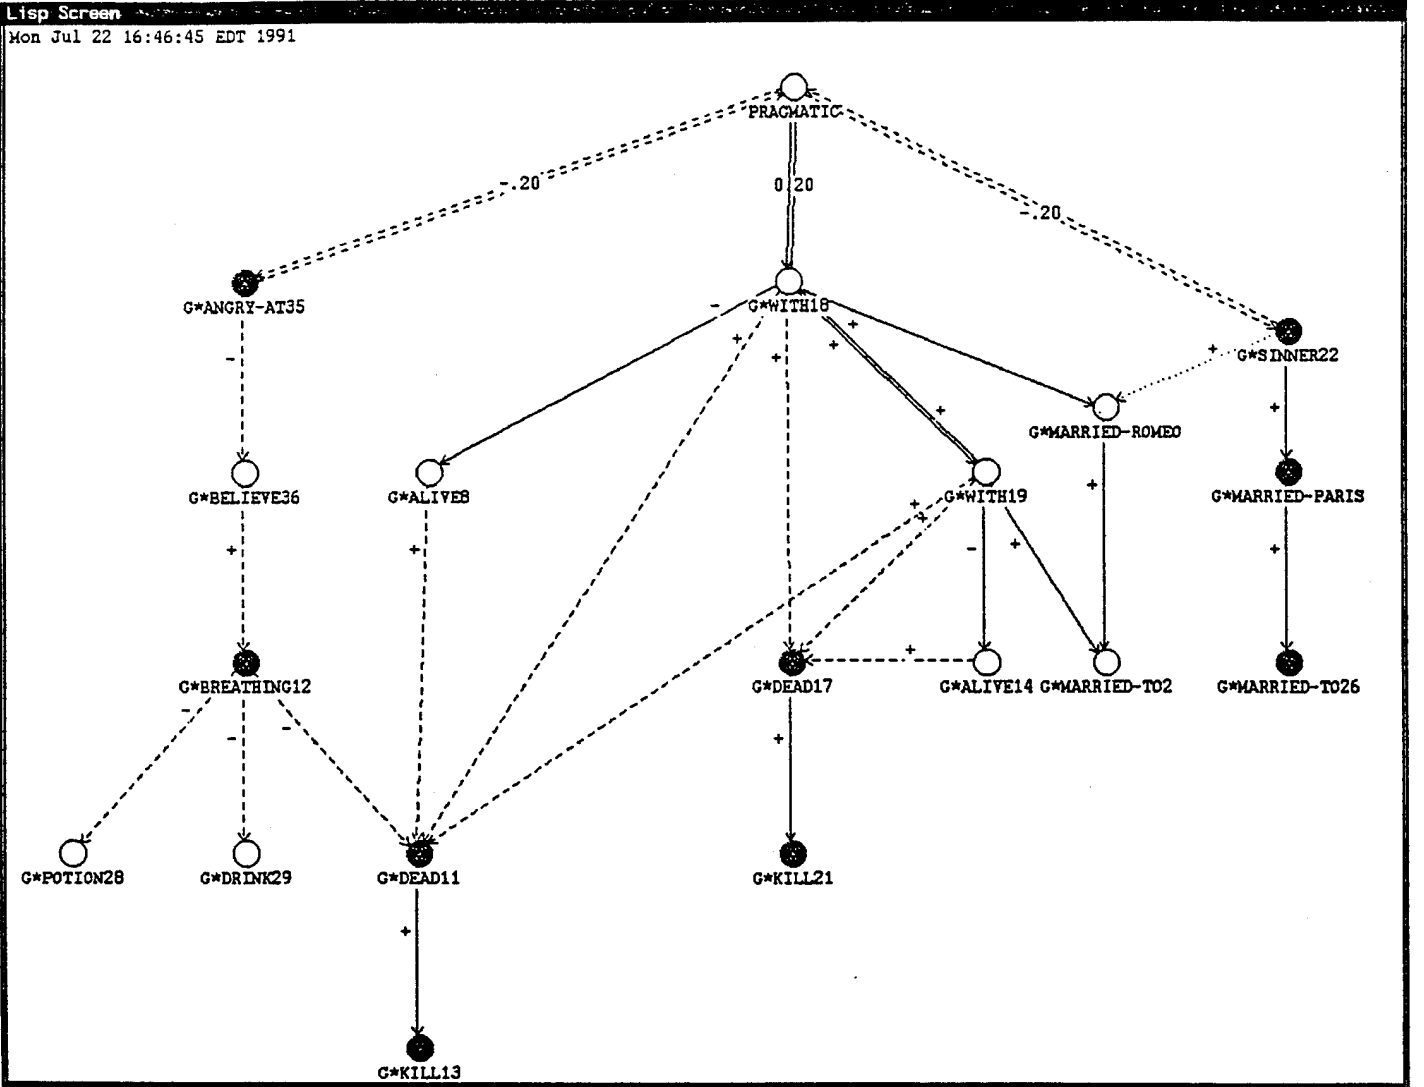 Lisp Screen
Mon Jul 22 16:46:45 EDT 1991
PRAGMATIC
-.20
0.20
-.20
G*ANGRY-AT35
G*WITH18
G*SINNER22
-
-
+
+
+
+
+
+
+
G*MARRIED-ROMEO
G*BELIEVE36
G*ALIVE8
G*WITH19
G*MARRIED-PARIS
+
+
+
+
-
+
+
+
+
G*BREATHING12
G*DEAD17
G*ALIVE14
G*MARRIED-TO2
G*MARRIED-TO26
-
-
-
+
G*POTION28
G*DRINK29
G*DEAD11
G*KILL21
+
G*KILL13